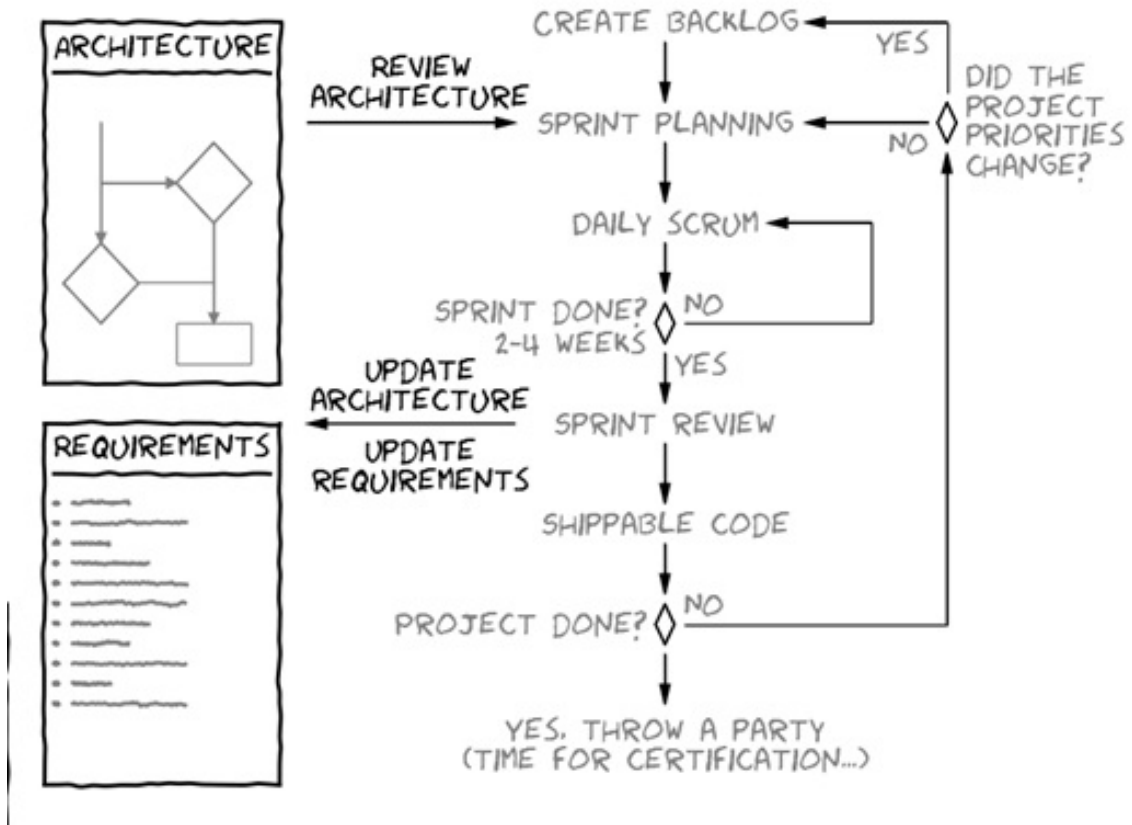 ARCHITECTURE
REVIEW
ARCHITECTURE
CREATE BACKLOG
YES
DID THE
PROJECT
PRIORITIES
CHANGE?
SPRINT PLANNING
NO
DAILY SCRUM
SPRINT DONE?
2-4 WEEKS
NO
YES
UPDATE
ARCHITECTURE
UPDATE
REQUIREMENTS
SPRINT REVIEW
REQUIREMENTS
SHIPPABLE CODE
PROJECT DONE?
NO
YES, THROW A PARTY
(TIME FOR CERTIFICATION...)